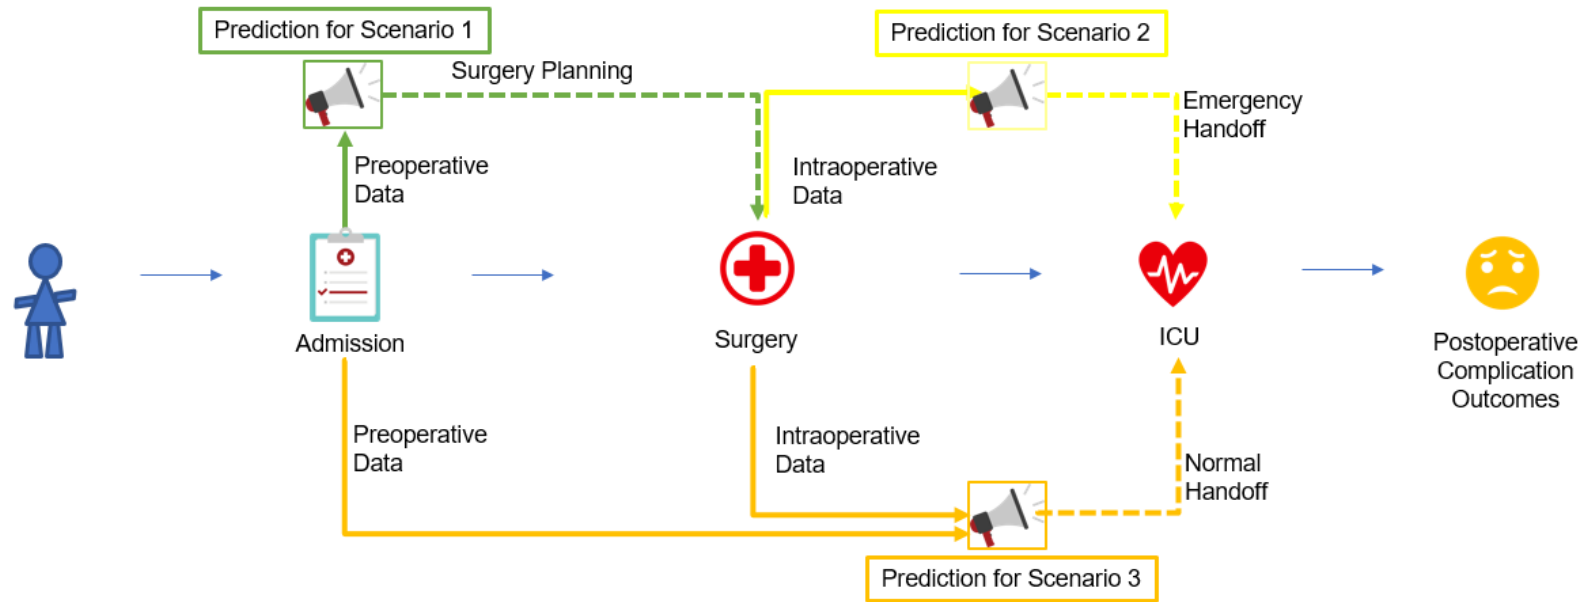 Prediction for Scenario 1
Prediction for Scenario 2
Surgery Planning
Emergency
Handoff
Preoperative
Data
Intraoperative
Data
Admission
Surgery
ICU
Postoperative
Complication
Outcomes
Preoperative
Data
Intraoperative
Data
Normal
Handoff
Prediction for Scenario 3